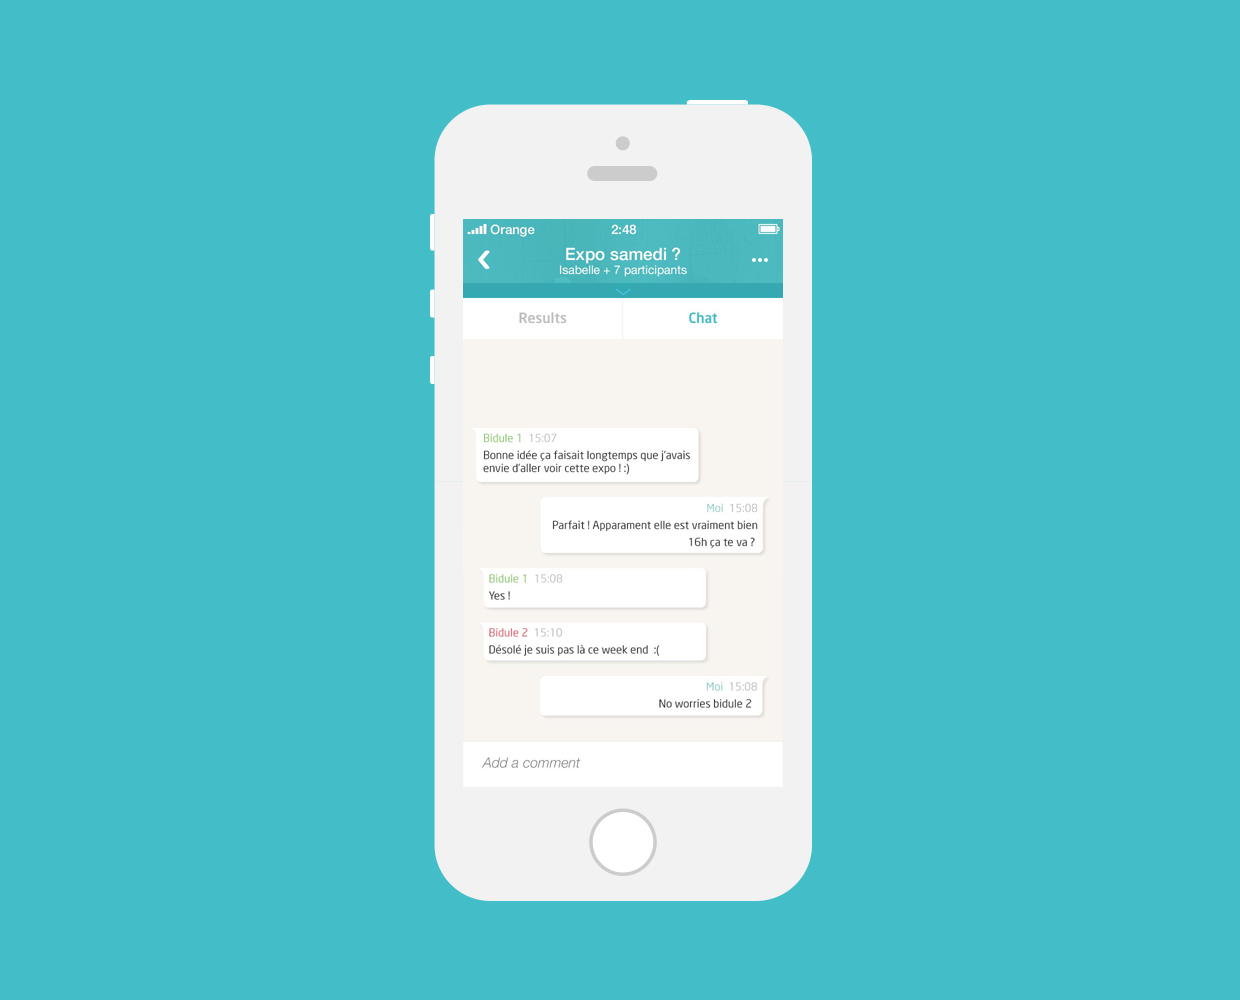 Orange 2:48
Expo samedi ?
Isabelle + 7 participants
Results Chat
Bidule 1 15:07
Bonne idée ça faisait longtemps que j'avais
envie d'aller voir cette expo ! :)
Moi 15:08
Parfait ! Apparament elle est vraiment bien
16h ça te va ?
Bidule 1 15:08
Yes !
Bidule 2 15:10
Désolé je suis pas là ce week end :(
Moi 15:08
No worries bidule 2
Add a comment